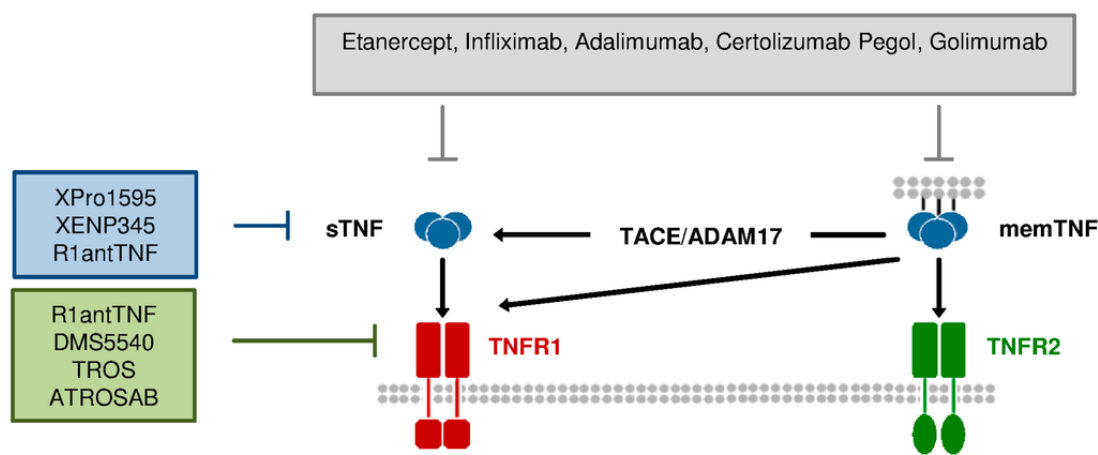 Etanercept, Infliximab, Adalimumab, Certolizumab Pegol, Golimumab
XPro1595
XENP345
R1antTNF
sTNF
TACE/ADAM17
memTNF
R1antTNF
DMS5540
TROS
ATROSAB
TNFR1
TNFR2